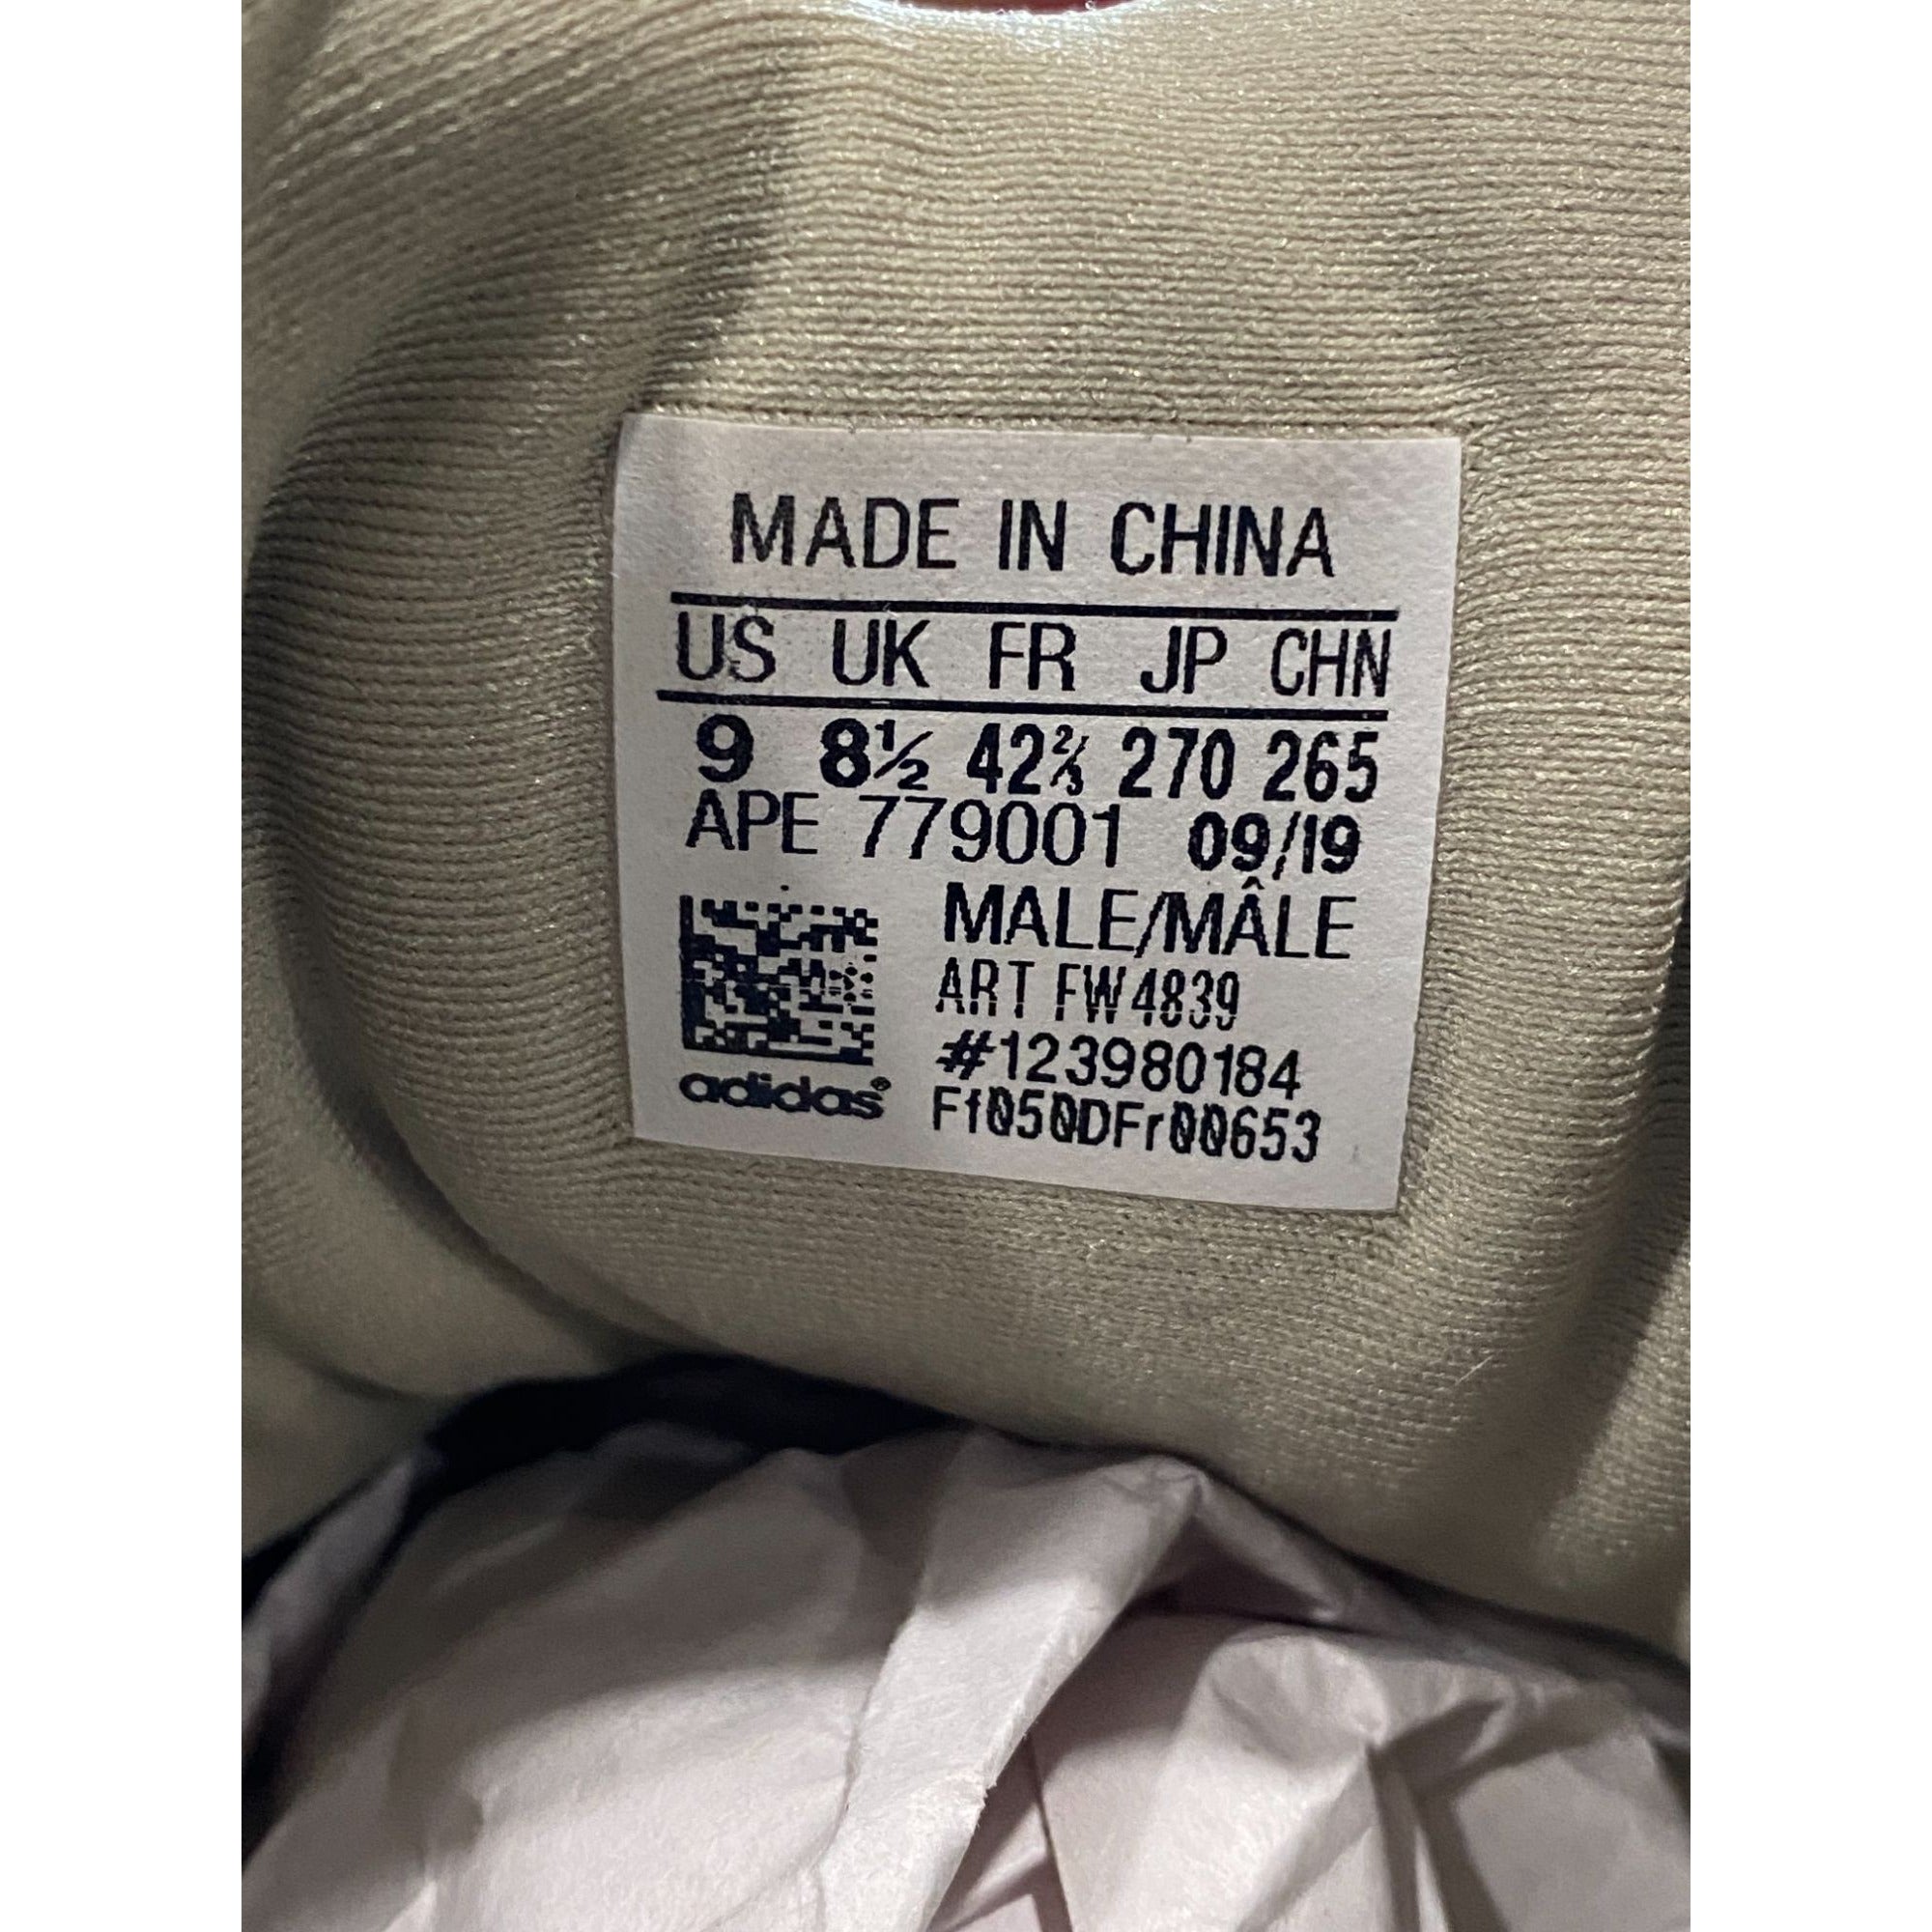 MADE IN CHINA
US UK FR JP CHN
9 8½ 42⅔ 270 265
APE 779001 09/19
MALE/MÂLE
ART FW4839
#123980184
adidas®
Ff050DFr00653